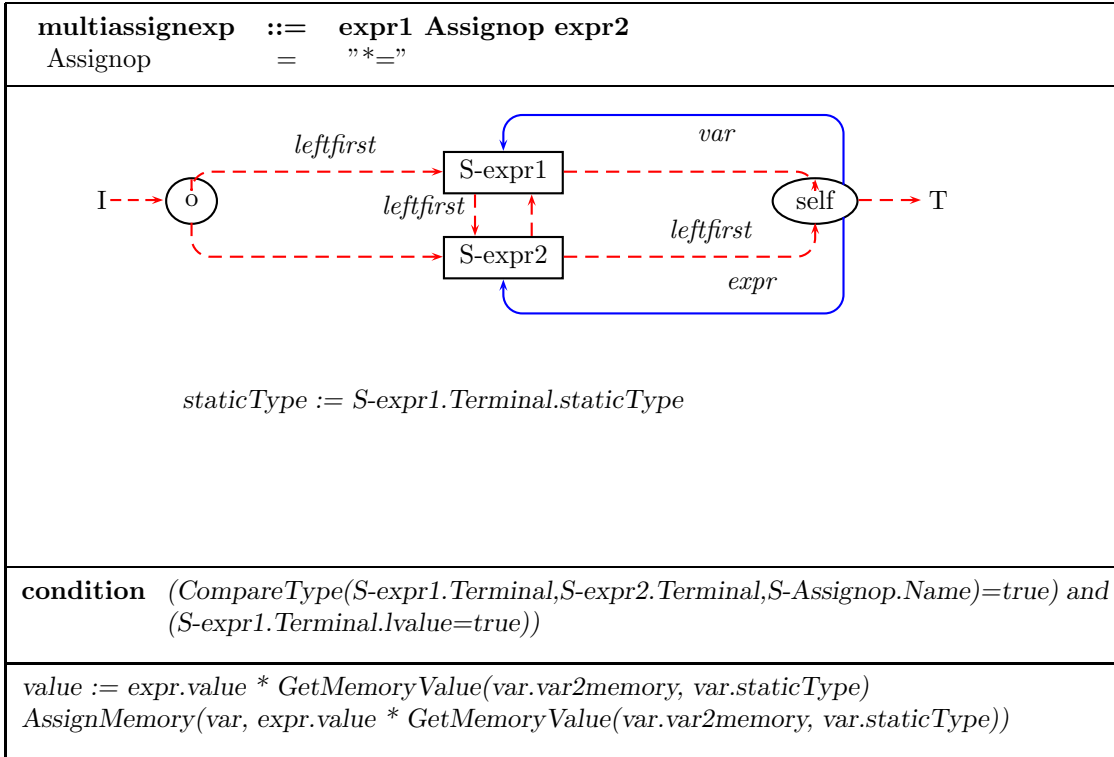 multiassignexp ::= expr1 Assignop expr2
Assignop = ”*=”
var
leftfirst
S-expr1
I
o
leftfirst
self
T
leftfirst
S-expr2
expr
staticType := S-expr1.Terminal.staticType
condition (CompareType(S-expr1.Terminal,S-expr2.Terminal,S-Assignop.Name)=true) and
(S-expr1.Terminal.lvalue=true))
value := expr.value * GetMemoryValue(var.var2memory, var.staticType)
AssignMemory(var, expr.value * GetMemoryValue(var.var2memory, var.staticType))